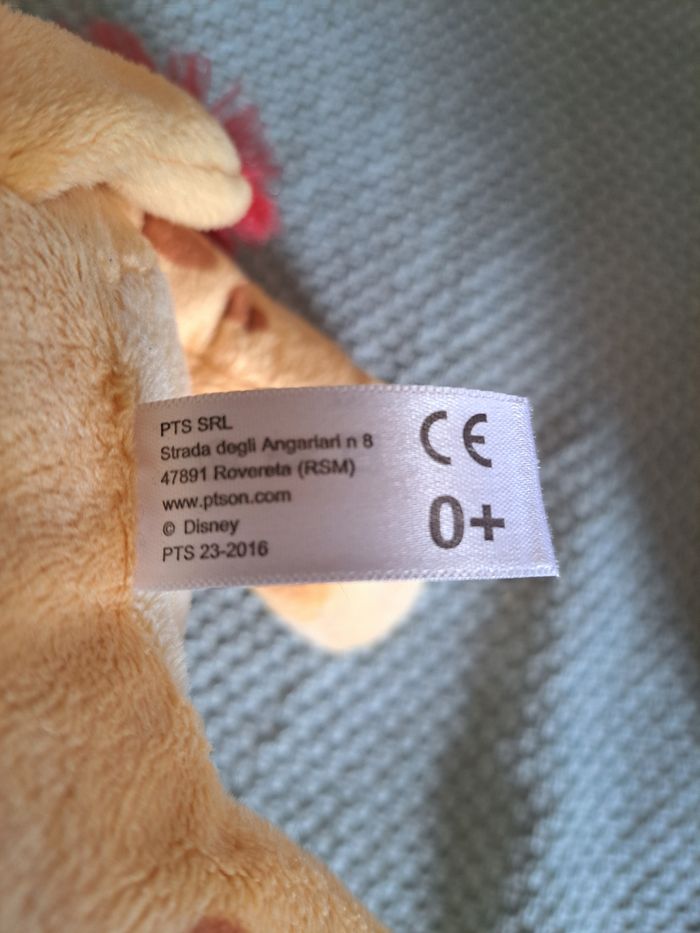 PTS SRL
Strada degli Angariari n 8
47891 Rovereta (RSM)
www.ptson.com
© Disney
PTS 23-2016
CE
0+